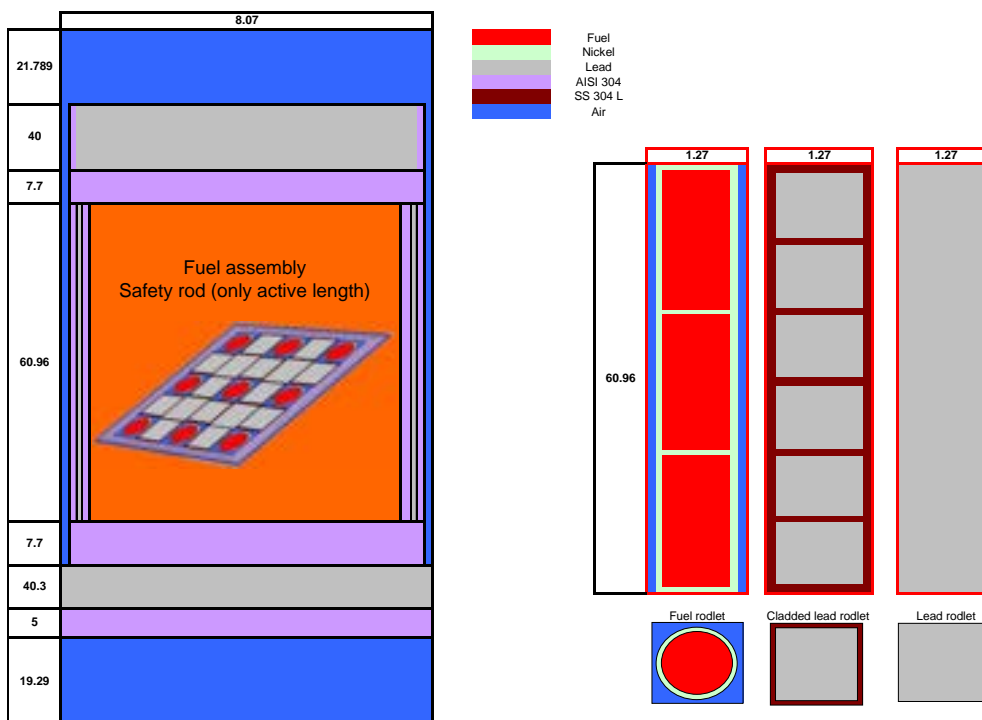 8.07
21.789
40
7.7
60.96
7.7
40.3
5
19.29
Fuel assembly
Safety rod (only active length)
Fuel
Nickel
Lead
AISI 304
SS 304 L
Air
1.27
1.27
1.27
60.96
Fuel rodlet
Cladded lead rodlet
Lead rodlet